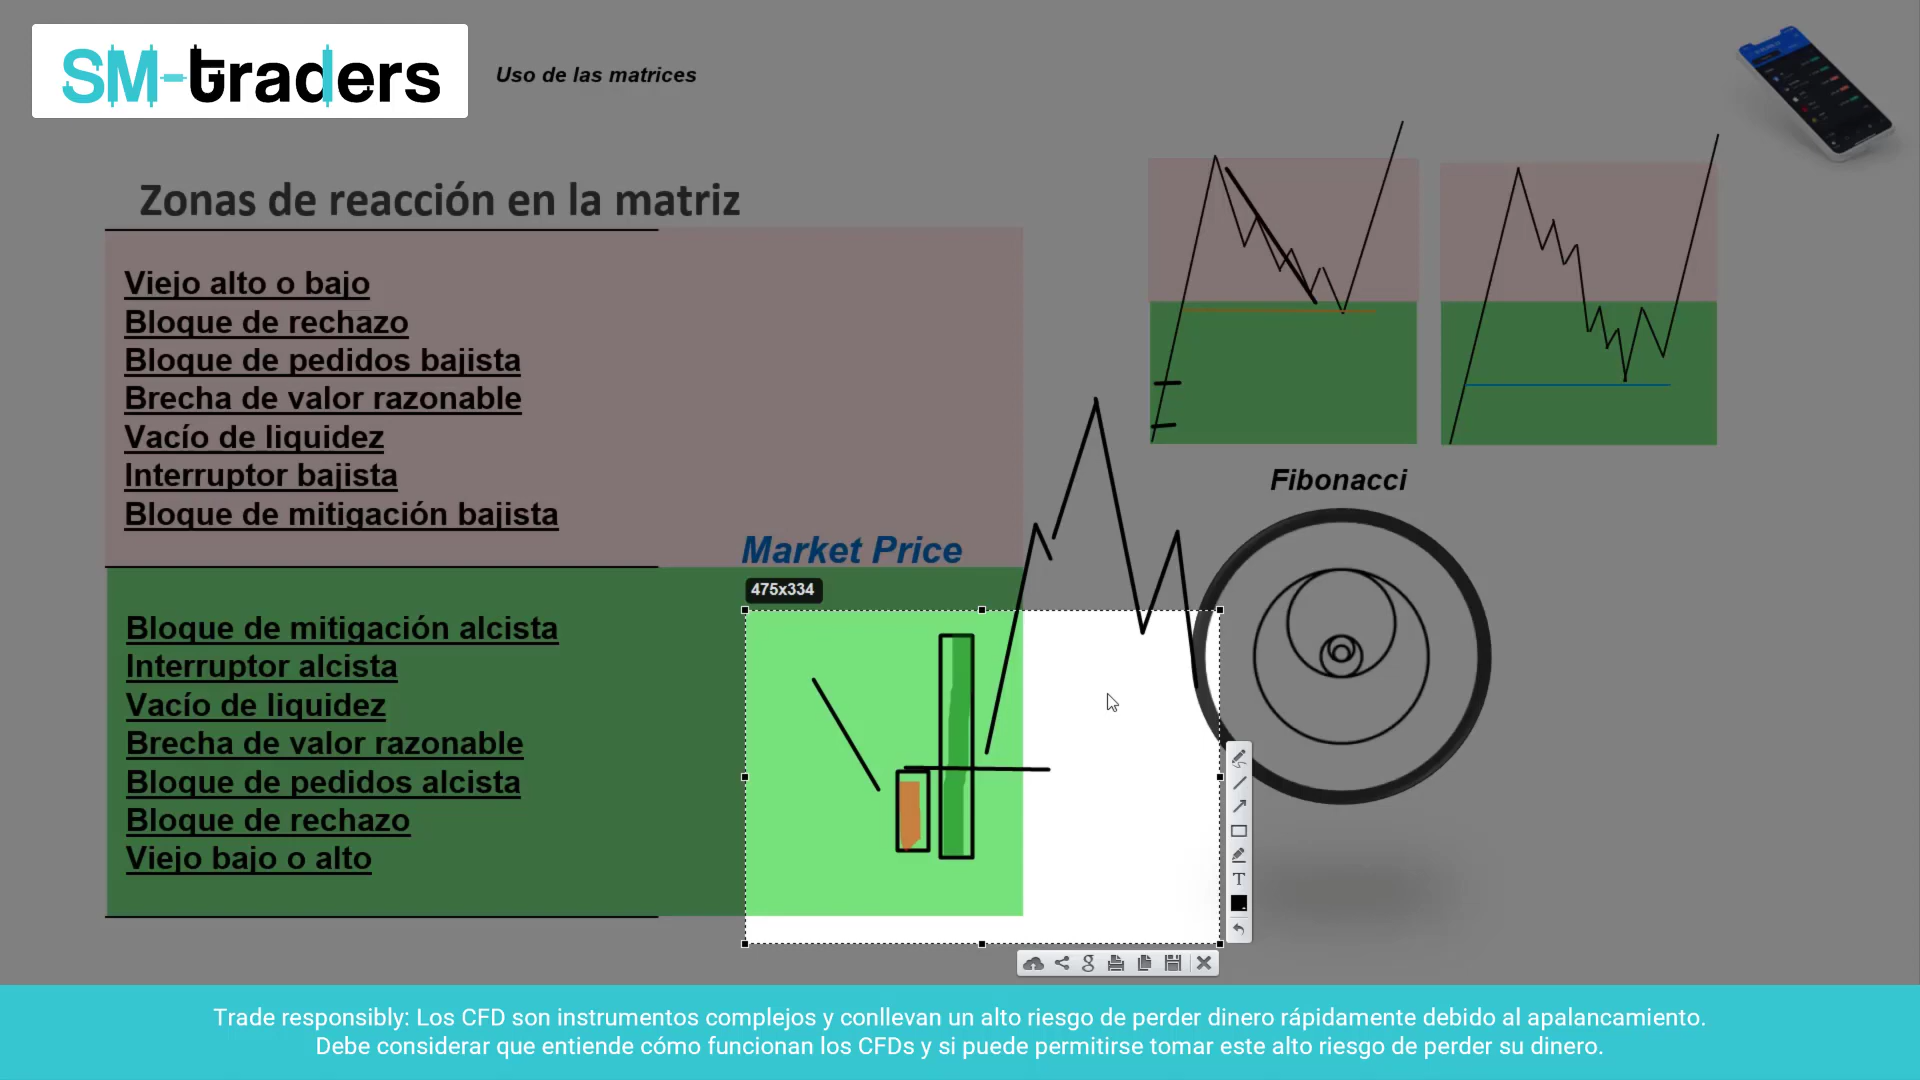 SM-traders
Uso de las matrices
Zonas de reacción en la matriz
Viejo alto o bajo
Bloque de rechazo
Bloque de pedidos bajista
Brecha de valor razonable
Vacío de liquidez
Interruptor bajista
Bloque de mitigación bajista
Market Price
475x334
Bloque de mitigación alcista
Interruptor alcista
Vacío de liquidez
Brecha de valor razonable
Bloque de pedidos alcista
Bloque de rechazo
Viejo bajo o alto
Fibonacci
Trade responsibly: Los CFD son instrumentos complejos y conllevan un alto riesgo de perder dinero rápidamente debido al apalancamiento.
Debe considerar que entiende cómo funcionan los CFDs y si puede permitirse tomar este alto riesgo de perder su dinero.